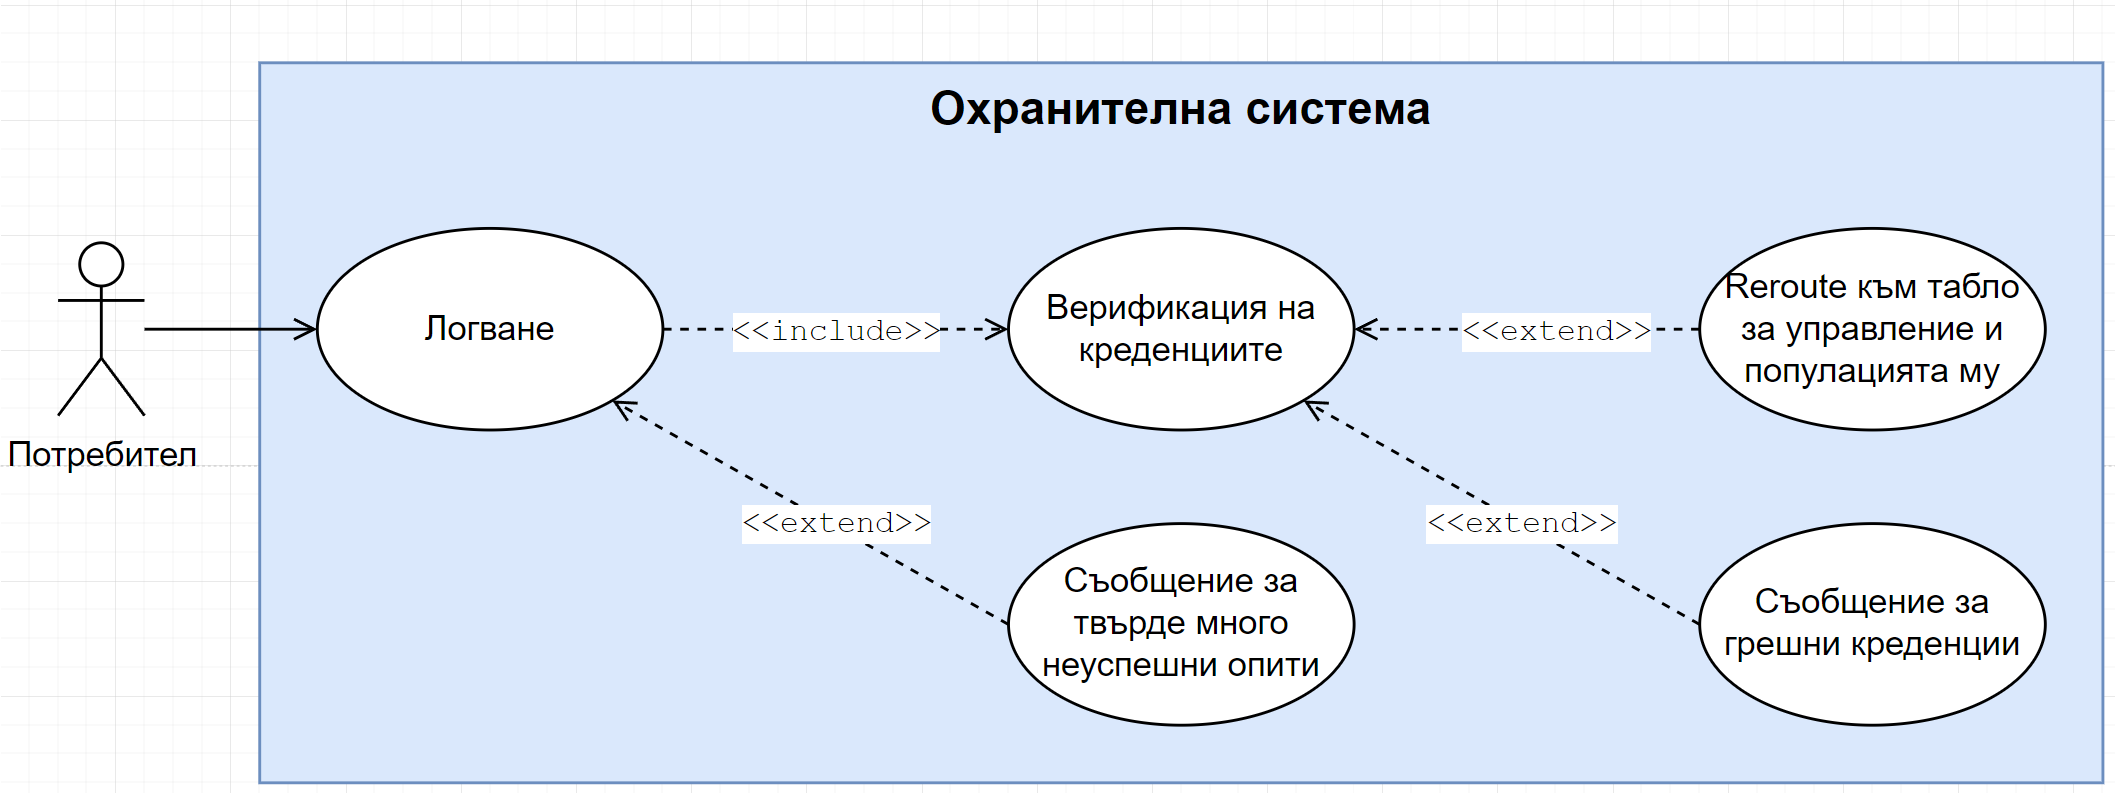 Охранителна система
Потребител
Логване
<<include>>
Верификация на
креденциите
<<extend>>
Reroute към табло
за управление и
популацията му
<<extend>>
Съобщение за
твърде много
неуспешни опити
<<extend>>
Съобщение за
грешни креденции